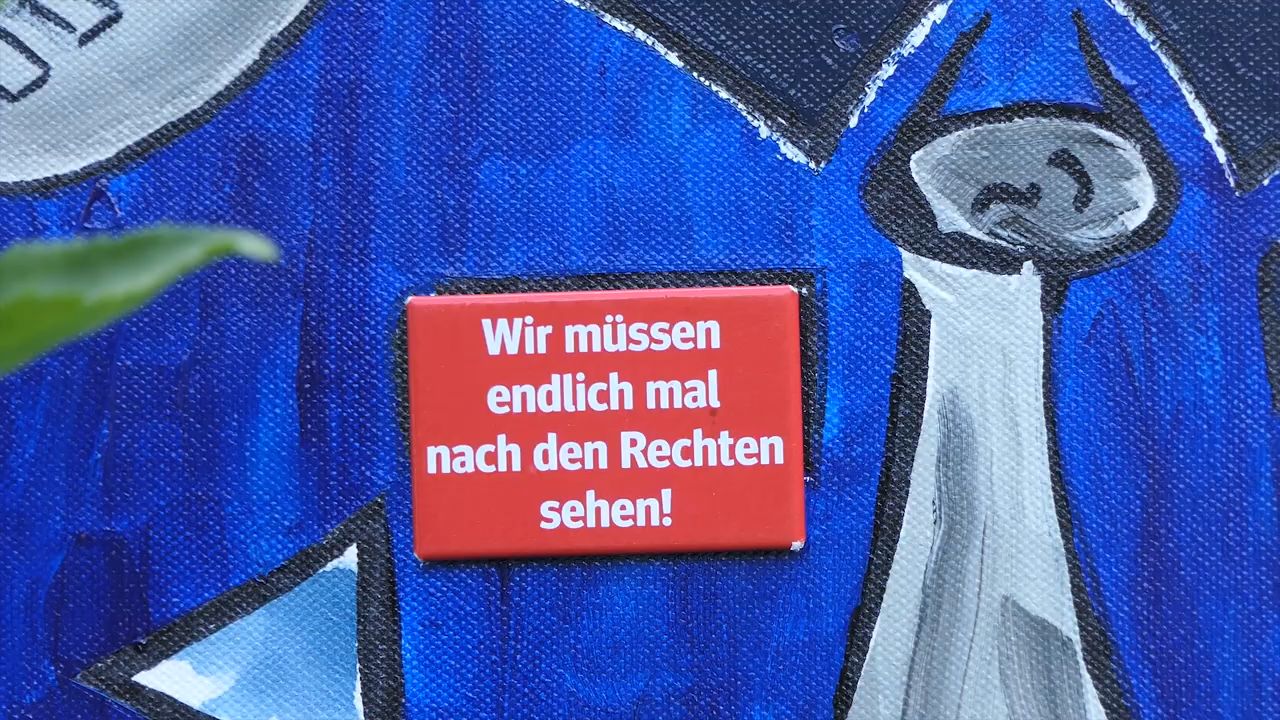 Wir müssen
endlich mal
nach den Rechten
sehen!